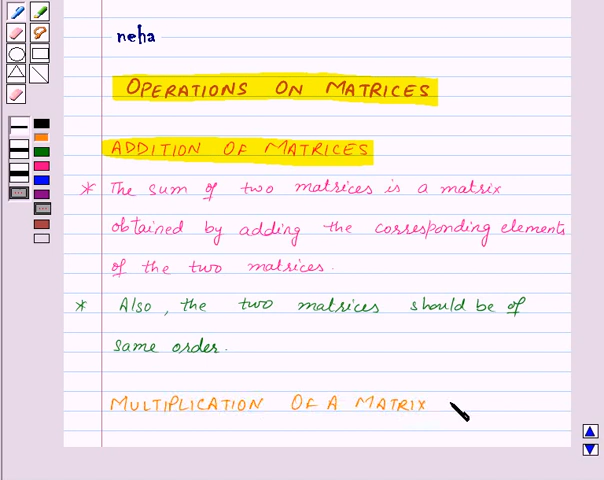 neha
OPERATIONS ON MATRICES
ADDITION OF MATRICES
* The sum of two matrices is a matrix
obtained by adding the corresponding elements
of the two matrices.
* Also, the two matrices should be of
same order.
MULTIPLICATION OF A MATRIX